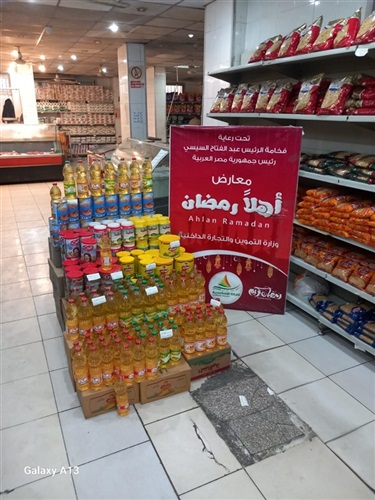 تحت رعاية
فخامة الرئيس عبد الفتاح السيسي
رئيس جمهورية مصر العربية
معارض
أهلاً رمضان
Ahlan Ramadan
وزارة التموين والتجارة الداخلية
Galaxy A13